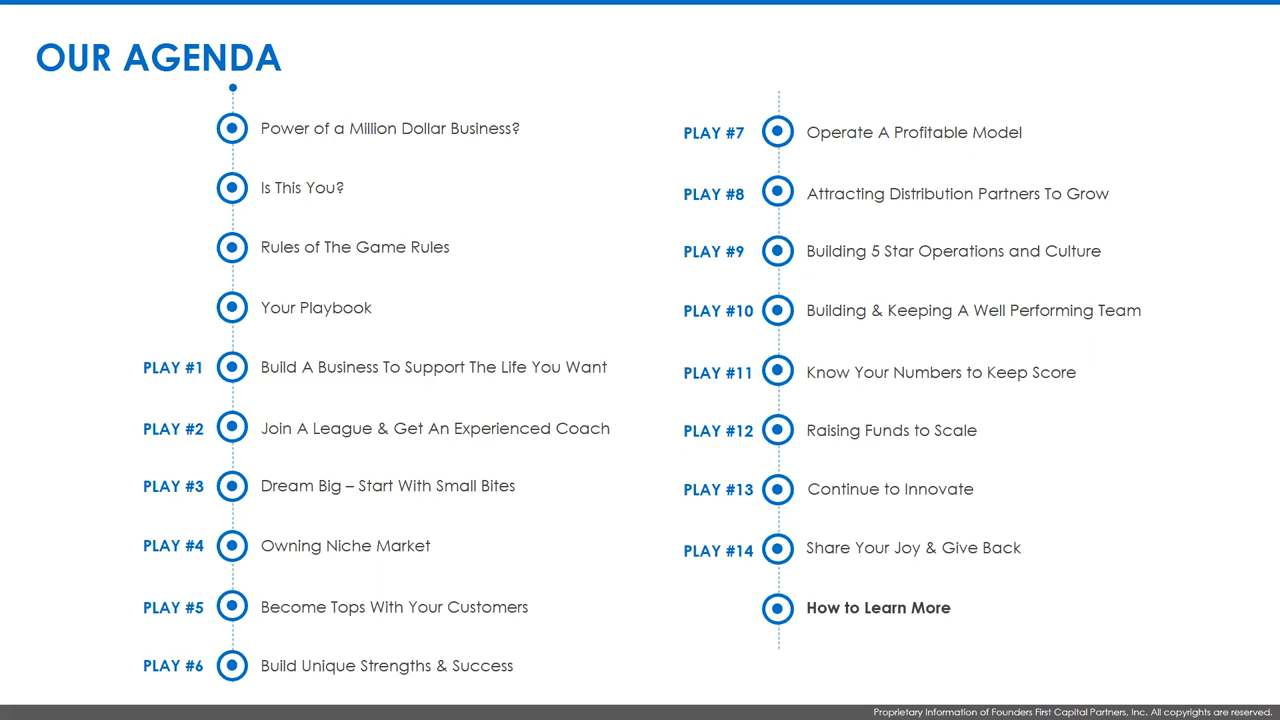 OUR AGENDA
Power of a Million Dollar Business?
Is This You?
Rules of The Game Rules
Your Playbook
PLAY #1 Build A Business To Support The Life You Want
PLAY #2 Join A League & Get An Experienced Coach
PLAY #3 Dream Big – Start With Small Bites
PLAY #4 Owning Niche Market
PLAY #5 Become Tops With Your Customers
PLAY #6 Build Unique Strengths & Success
PLAY #7 Operate A Profitable Model
PLAY #8 Attracting Distribution Partners To Grow
PLAY #9 Building 5 Star Operations and Culture
PLAY #10 Building & Keeping A Well Performing Team
PLAY #11 Know Your Numbers to Keep Score
PLAY #12 Raising Funds to Scale
PLAY #13 Continue to Innovate
PLAY #14 Share Your Joy & Give Back
How to Learn More
Proprietary Information of Founders First Capital Partners, Inc. All copyrights are reserved.